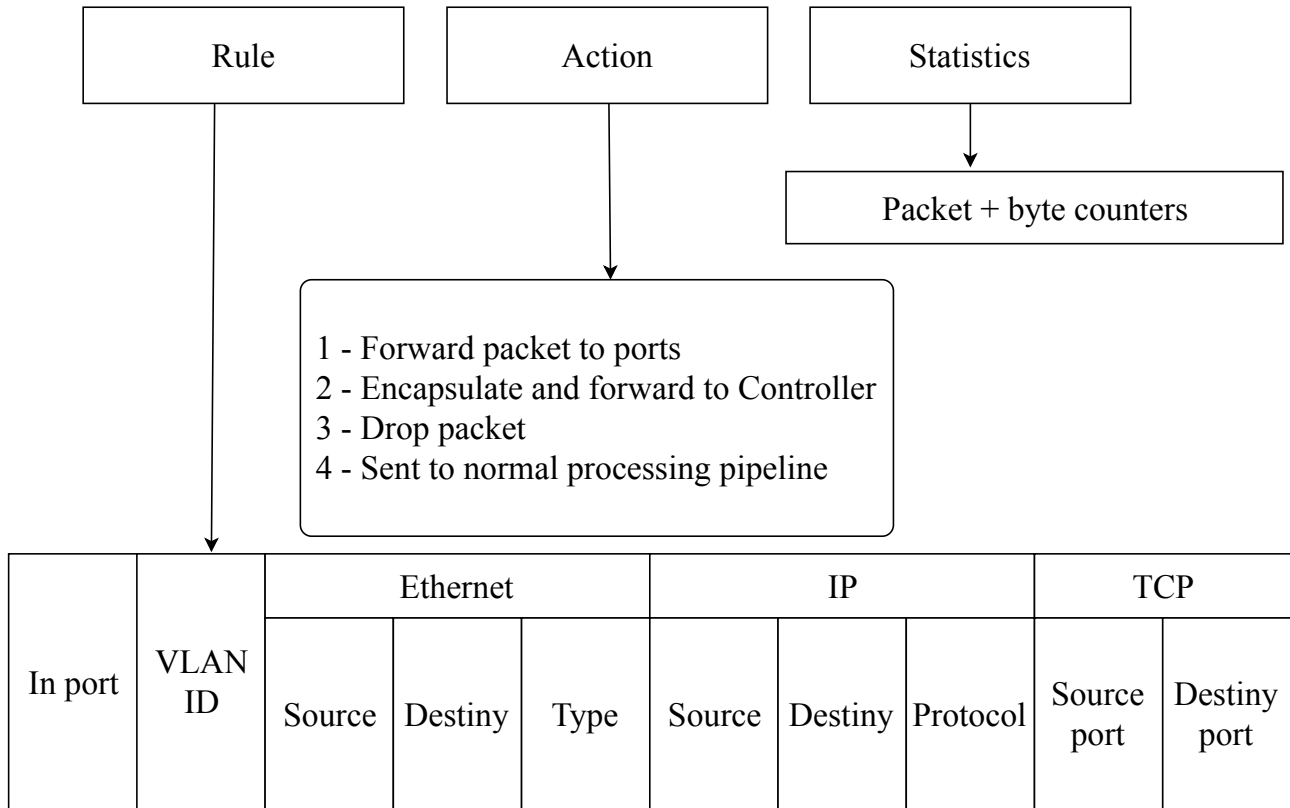 Rule
Action
Statistics
Packet + byte counters
1 - Forward packet to ports
2 - Encapsulate and forward to Controller
3 - Drop packet
4 - Sent to normal processing pipeline
In port
VLAN
ID
Ethernet
Source
Destiny
Type
IP
Source
Destiny
Protocol
TCP
Source
port
Destiny
port